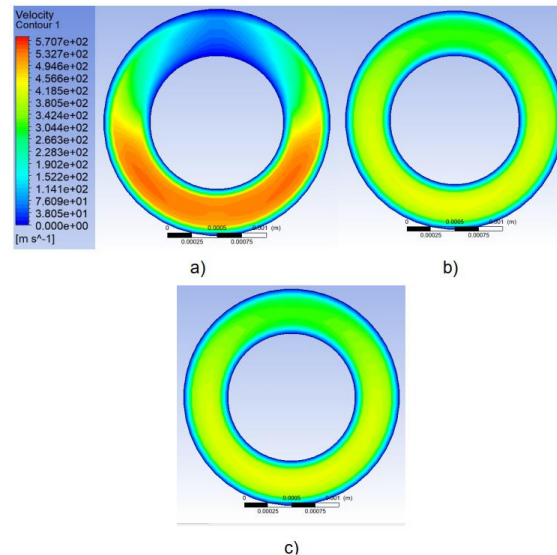 Velocity
Contour 1
5.707e+02
5.327e+02
4.946e+02
4.565e+02
4.185e+02
3.805e+02
3.424e+02
3.044e+02
2.663e+02
2.283e+02
1.902e+02
1.522e+02
1.141e+02
7.609e+01
3.805e+01
0.000e+00
[m s^-1]
0 0.0005 0.001 (m)
0.00025 0.00075
a)
0 0.0005 0.001 (m)
0.00025 0.00075
b)
0 0.0005 0.001 (m)
0.00025 0.00075
c)